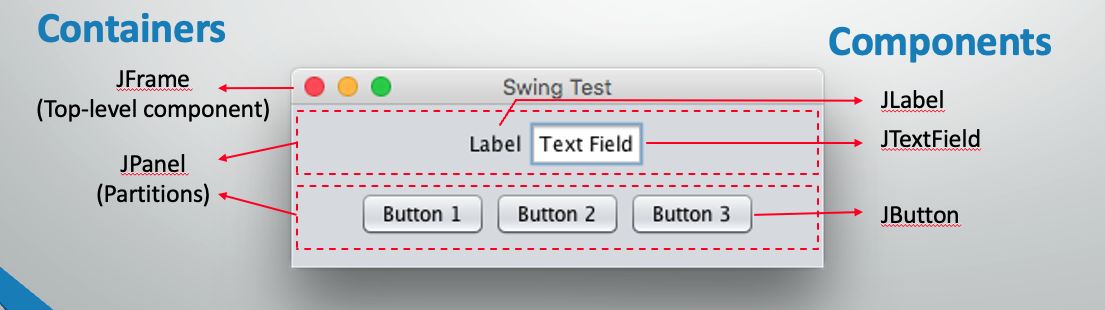 Containers
Components
JFrame
(Top-level component)
Swing Test
JLabel
Label
Text Field
JTextField
JPanel
(Partitions)
Button 1
Button 2
Button 3
JButton